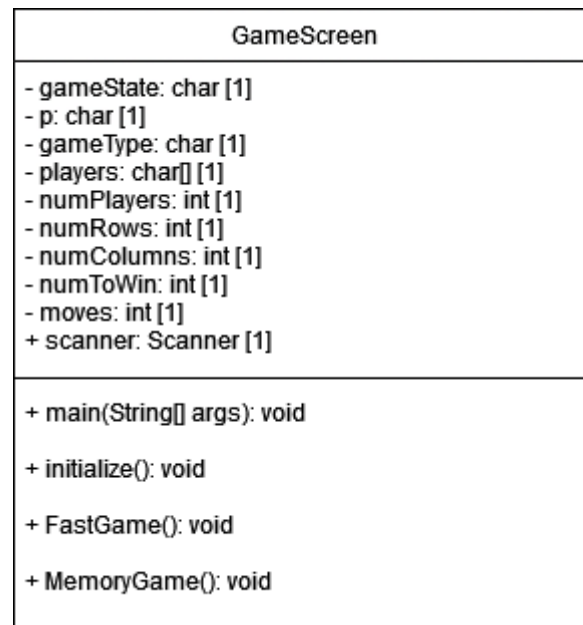 GameScreen
- gameState: char [1]
- p: char [1]
- gameType: char [1]
- players: char[] [1]
- numPlayers: int [1]
- numRows: int [1]
- numColumns: int [1]
- numToWin: int [1]
- moves: int [1]
+ scanner: Scanner [1]
+ main(String[] args): void
+ initialize(): void
+ FastGame(): void
+ MemoryGame(): void